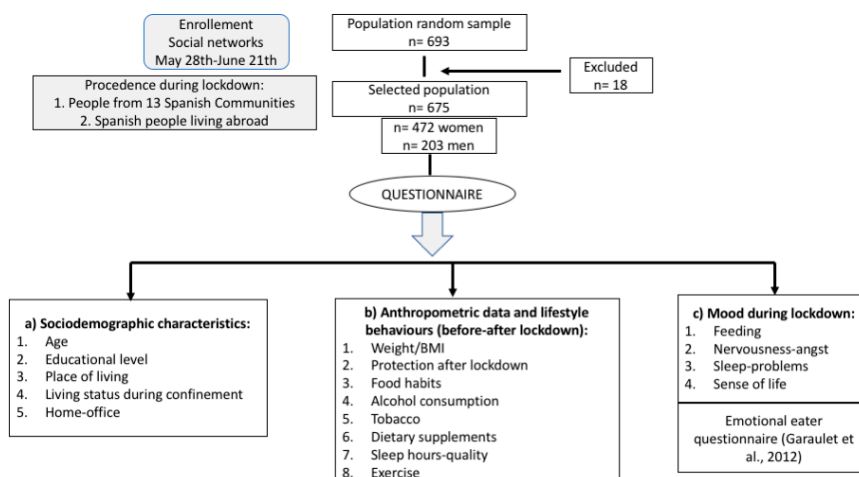 Enrollement
Social networks
May 28th-June 21th
Population random sample
n= 693
Excluded
n= 18
Procedence during lockdown:
1. People from 13 Spanish Communities
2. Spanish people living abroad
Selected population
n= 675
n= 472 women
n= 203 men
QUESTIONNAIRE
a) Sociodemographic characteristics:
1. Age
2. Educational level
3. Place of living
4. Living status during confinement
5. Home-office
b) Anthropometric data and lifestyle
behaviours (before-after lockdown):
1. Weight/BMI
2. Protection after lockdown
3. Food habits
4. Alcohol consumption
5. Tobacco
6. Dietary supplements
7. Sleep hours-quality
8. Exercise
c) Mood during lockdown:
1. Feeding
2. Nervousness-angst
3. Sleep-problems
4. Sense of life
Emotional eater
questionnaire (Garaulet et
al., 2012)